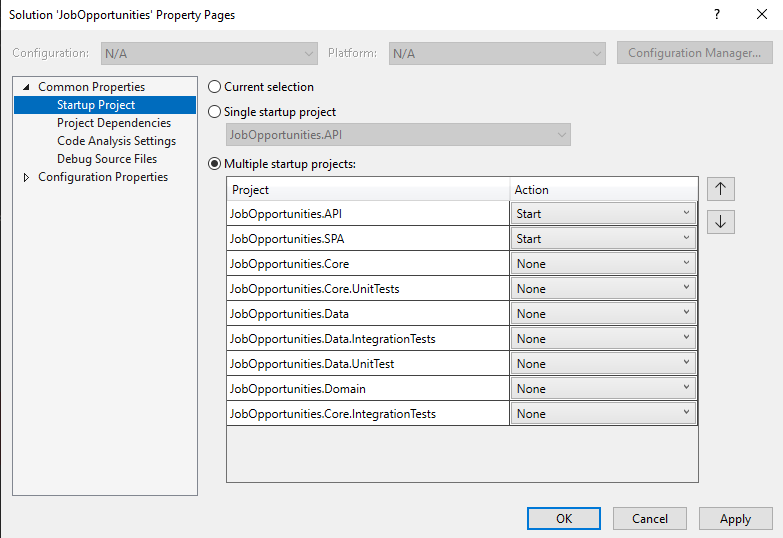 Solution 'JobOpportunities' Property Pages
?
Configuration: N/A Platform: N/A Configuration Manager...
Common Properties
Startup Project
Project Dependencies
Code Analysis Settings
Debug Source Files
Configuration Properties
Current selection
Single startup project
JobOpportunities.API
Multiple startup projects:
Project Action
JobOpportunities.API Start
JobOpportunities.SPA Start
JobOpportunities.Core None
JobOpportunities.Core.UnitTests None
JobOpportunities.Data None
JobOpportunities.Data.IntegrationTests None
JobOpportunities.Data.UnitTest None
JobOpportunities.Domain None
JobOpportunities.Core.IntegrationTests None
OK Cancel Apply